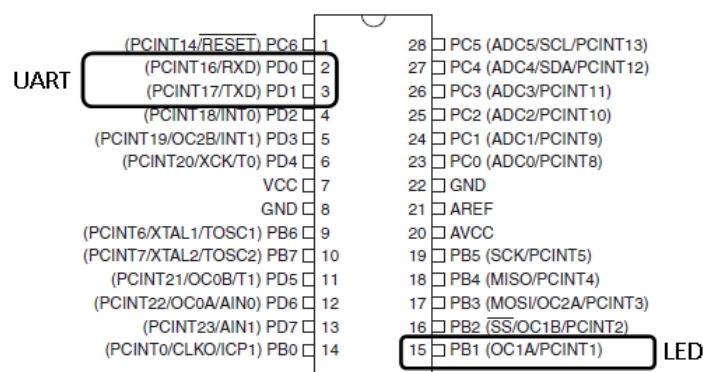 (PCINT14/RESET) PC6 1 28 PC5 (ADC5/SCL/PCINT13)
UART (PCINT16/RXD) PD0 2 27 PC4 (ADC4/SDA/PCINT12)
(PCINT17/TXD) PD1 3 26 PC3 (ADC3/PCINT11)
(PCINT18/INT0) PD2 4 25 PC2 (ADC2/PCINT10)
(PCINT19/OC2B/INT1) PD3 5 24 PC1 (ADC1/PCINT9)
(PCINT20/XCK/T0) PD4 6 23 PC0 (ADC0/PCINT8)
VCC 7 22 GND
GND 8 21 AREF
(PCINT6/XTAL1/TOSC1) PB6 9 20 AVCC
(PCINT7/XTAL2/TOSC2) PB7 10 19 PB5 (SCK/PCINT5)
(PCINT21/OC0B/T1) PD5 11 18 PB4 (MISO/PCINT4)
(PCINT22/OC0A/AIN0) PD6 12 17 PB3 (MOSI/OC2A/PCINT3)
(PCINT23/AIN1) PD7 13 16 PB2 (SS/OC1B/PCINT2)
(PCINT0/CLKO/ICP1) PB0 14 15 PB1 (OC1A/PCINT1) LED